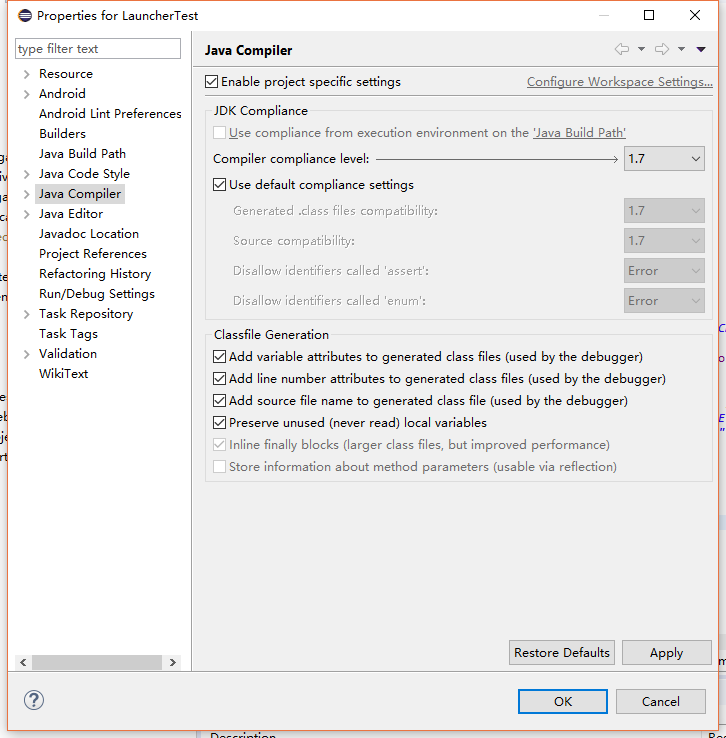 Properties for LauncherTest
type filter text
Resource
Android
Android Lint Preferences
Builders
Java Build Path
Java Code Style
Java Compiler
Java Editor
Javadoc Location
Project References
Refactoring History
Run/Debug Settings
Task Repository
Task Tags
Validation
WikiText
Java Compiler
Enable project specific settings
Configure Workspace Settings...
JDK Compliance
Use compliance from execution environment on the 'Java Build Path'
Compiler compliance level: 1.7
Use default compliance settings
Generated .class files compatibility: 1.7
Source compatibility: 1.7
Disallow identifiers called 'assert': Error
Disallow identifiers called 'enum': Error
Classfile Generation
Add variable attributes to generated class files (used by the debugger)
Add line number attributes to generated class files (used by the debugger)
Add source file name to generated class file (used by the debugger)
Preserve unused (never read) local variables
Inline finally blocks (larger class files, but improved performance)
Store information about method parameters (usable via reflection)
Restore Defaults
Apply
OK
Cancel
Description